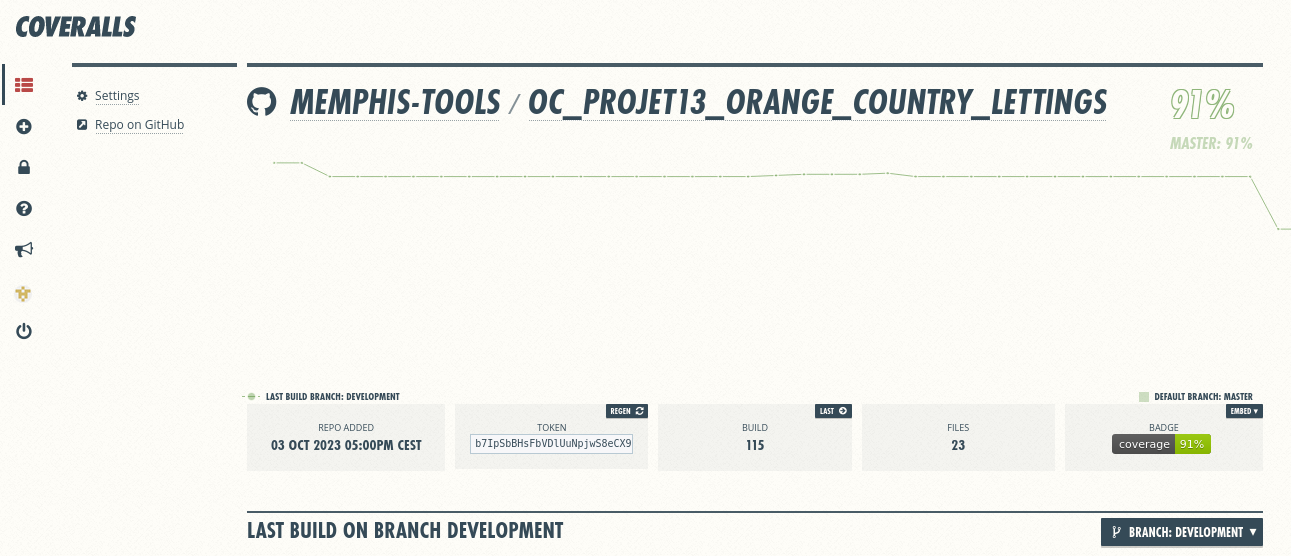 COVERALLS
Settings
Repo on GitHub
MEMPHIS-TOOLS / OC_PROJET13_ORANGE_COUNTRY_LETTINGS
91%
MASTER: 91%
LAST BUILD BRANCH: DEVELOPMENT
DEFAULT BRANCH: MASTER
REPO ADDED
03 OCT 2023 05:00PM CEST
REGEN
TOKEN
b7IpSbBHsFbVDlUuNpjwS8eCX9
LAST
BUILD
115
FILES
23
EMBED ▾
BADGE
coverage 91%
LAST BUILD ON BRANCH DEVELOPMENT
BRANCH: DEVELOPMENT ▼